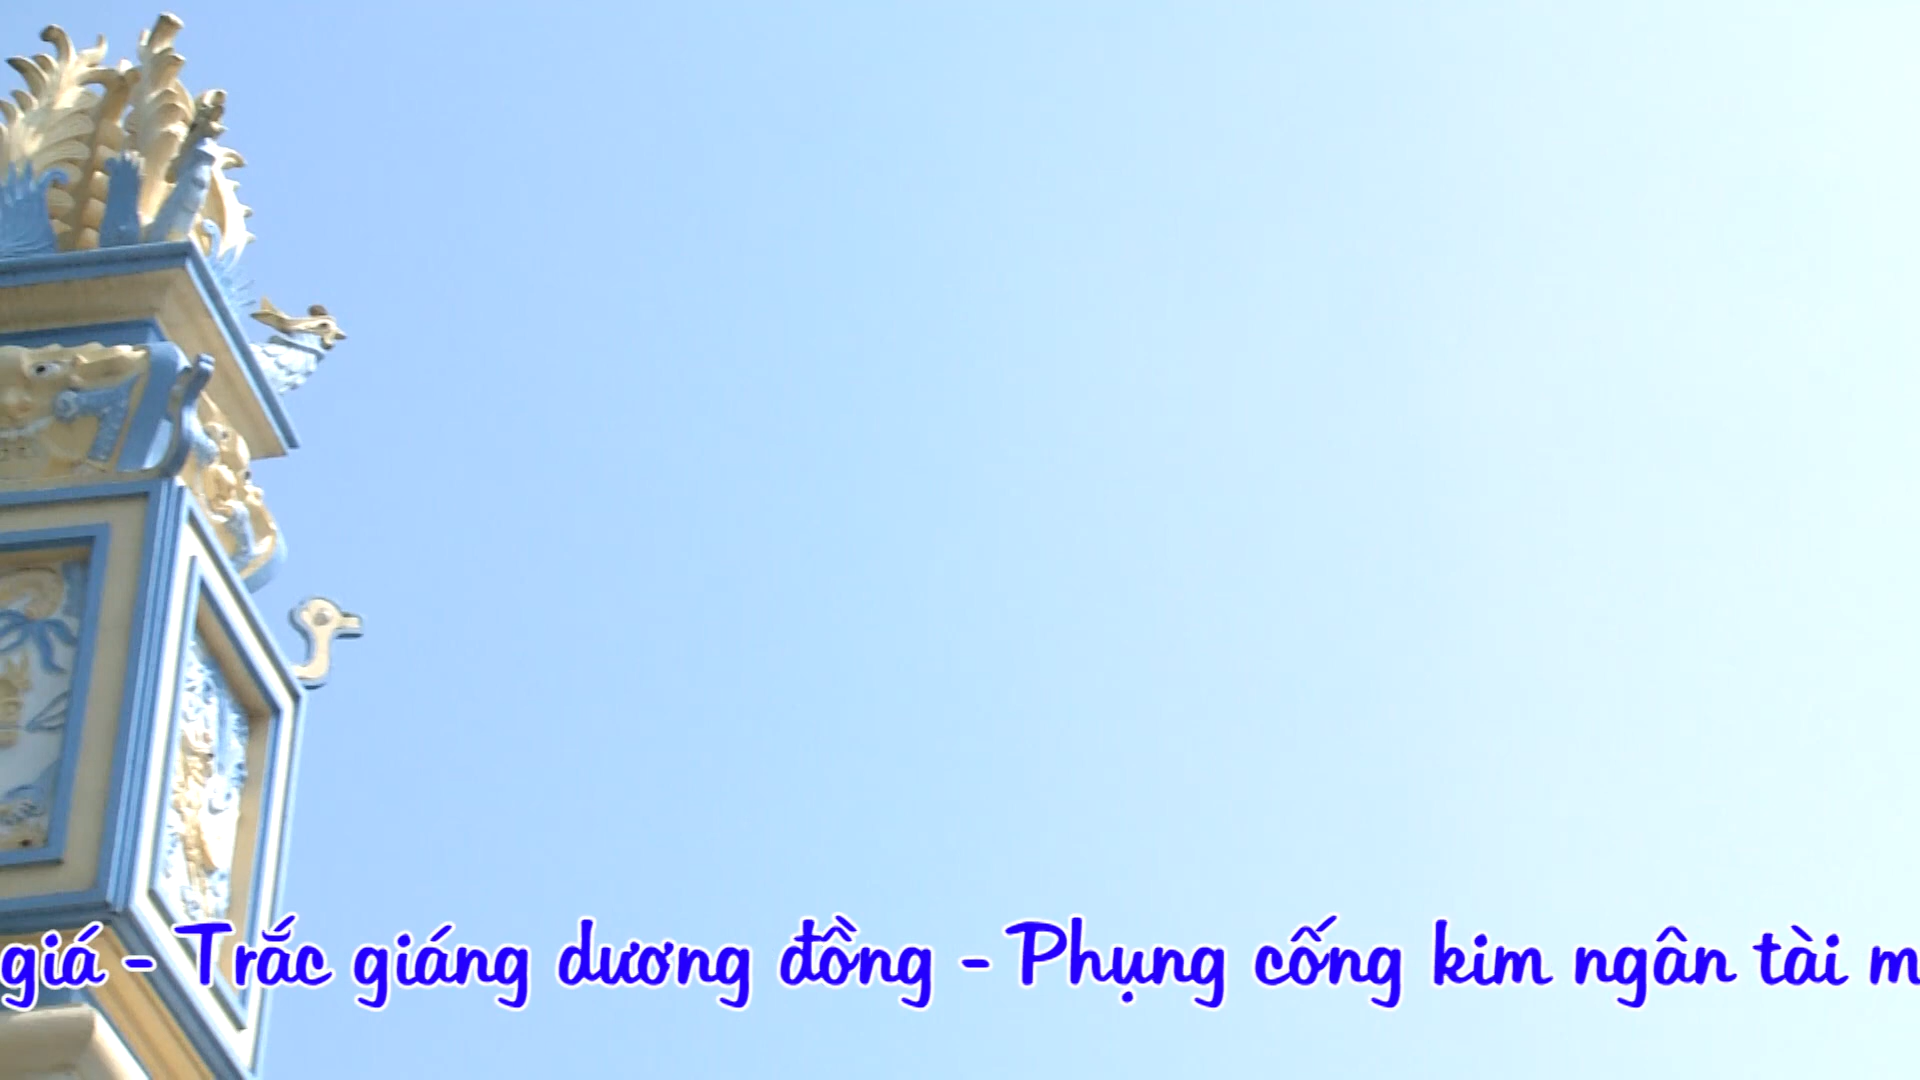 giá - Trắc giáng dương đồng - Phụng cống kim ngân tài m